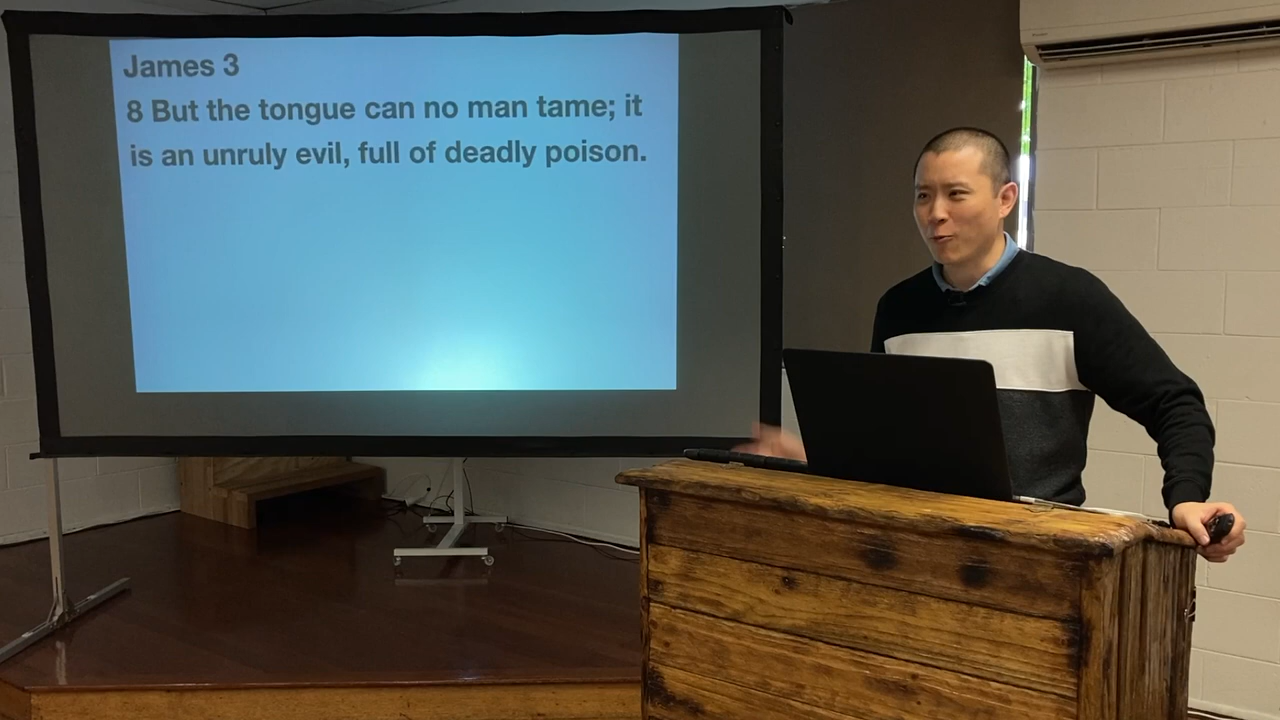 James 3
8 But the tongue can no man tame; it
is an unruly evil, full of deadly poison.